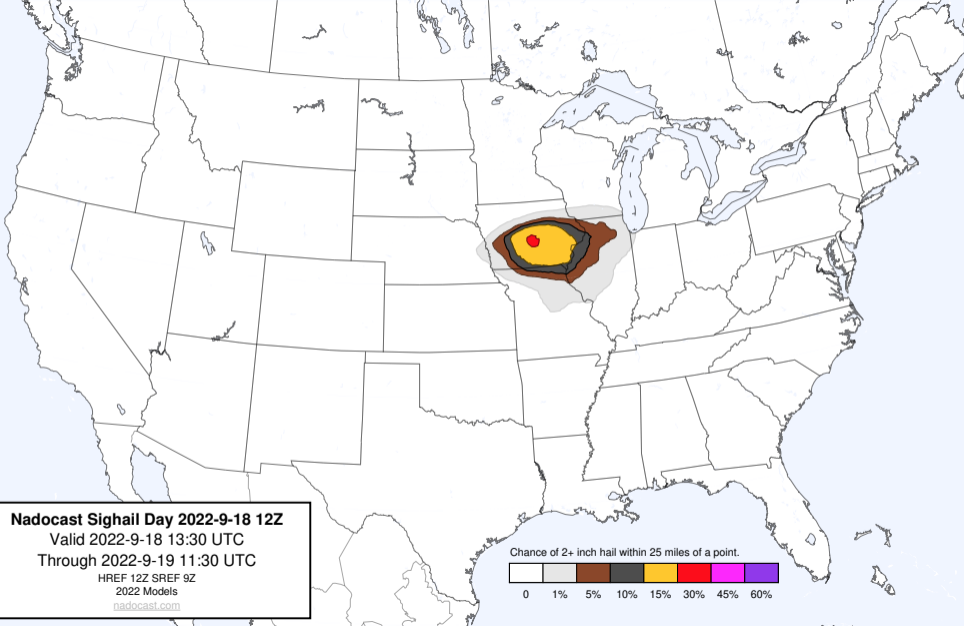 Nadocast Sighail Day 2022-9-18 12Z
Valid 2022-9-18 13:30 UTC
Through 2022-9-19 11:30 UTC
HREF 12Z SREF 9Z
2022 Models
nadocast.com
Chance of 2+ inch hail within 25 miles of a point.
0 1% 5% 10% 15% 30% 45% 60%